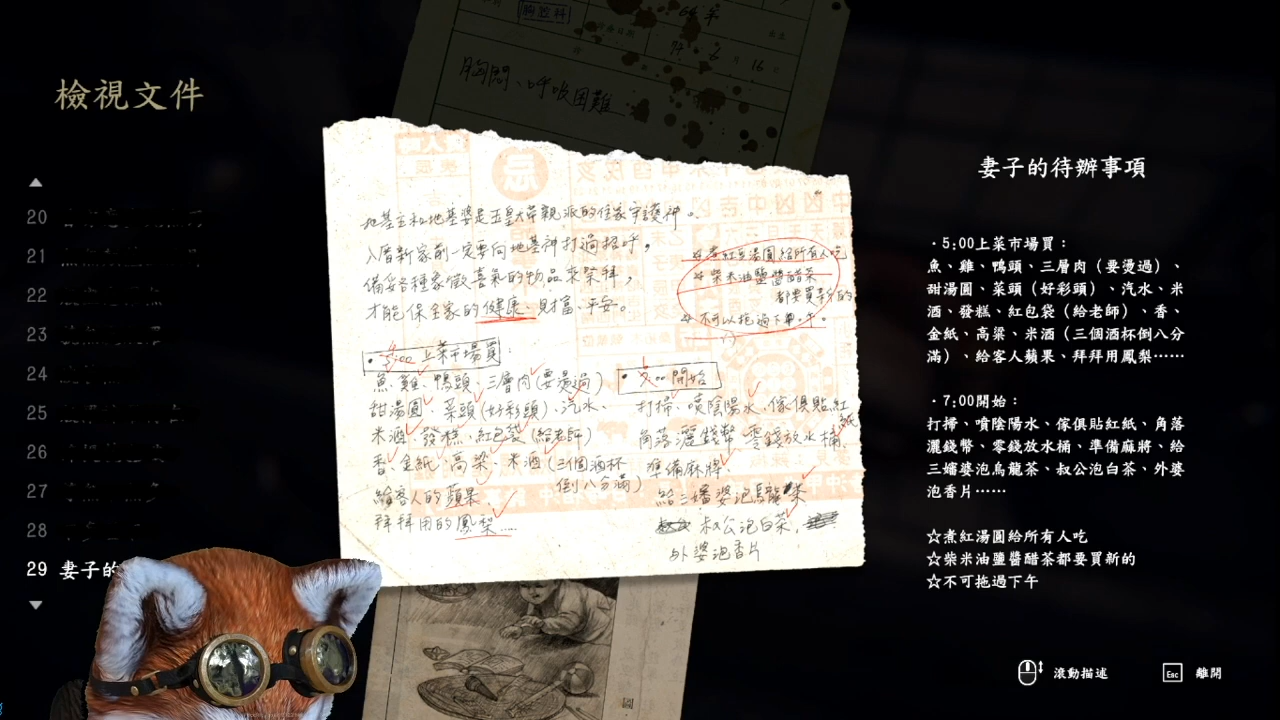 檢視文件
胸腔科
胸悶、呼吸困難
20
21
22
23
24
25
26
27
28
29 妻子的
忌
地基主和地基婆是玉皇大帝親派的住家守護神。
入厝新家前一定要向地基神打過招呼,
備妥各種象徵喜氣的物品來祭拜,
才能保全家的健康、財富、平安。
煮紅豆湯圓給所有人吃
柴米油鹽醬醋茶
都要買新的
不可以拖過下午。
5:00上菜市場買:
魚、雞、鴨頭、三層肉(要燙過)
甜湯圓、菜頭(好彩頭)、汽水、
米酒、發糕、紅包袋(給老師)
香、金紙、高粱、米酒(三個酒杯
倒八分滿)
給客人的蘋果、
拜拜用的鳳梨……
:00開始
打掃、噴陰陽水、傢俱貼紅紙
角落灑錢幣、零錢放水桶、
準備麻將、
給三嬸婆泡烏龍茶
叔公泡白茶,
外婆泡香片
妻子的待辦事項
・5:00上菜市場買:
魚、雞、鴨頭、三層肉(要燙過)、
甜湯圓、菜頭(好彩頭)、汽水、米
酒、發糕、紅包袋(給老師)、香、
金紙、高粱、米酒(三個酒杯倒八分
滿)、給客人蘋果、拜拜用鳳梨……
・7:00開始:
打掃、噴陰陽水、傢俱貼紅紙、角落
灑錢幣、零錢放水桶、準備麻將、給
三嬸婆泡烏龍茶、叔公泡白茶、外婆
泡香片……
☆煮紅湯圓給所有人吃
☆柴米油鹽醬醋茶都要買新的
☆不可拖過下午
滾動描述
Esc 離開